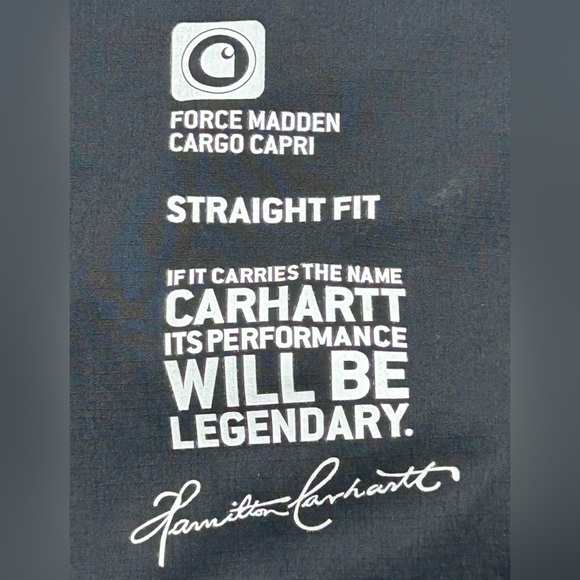 FORCE MADDEN
CARGO CAPRI
STRAIGHT FIT
IF IT CARRIES THE NAME
CARHARTT
ITS PERFORMANCE
WILL BE
LEGENDARY.
Hamilton Carhartt